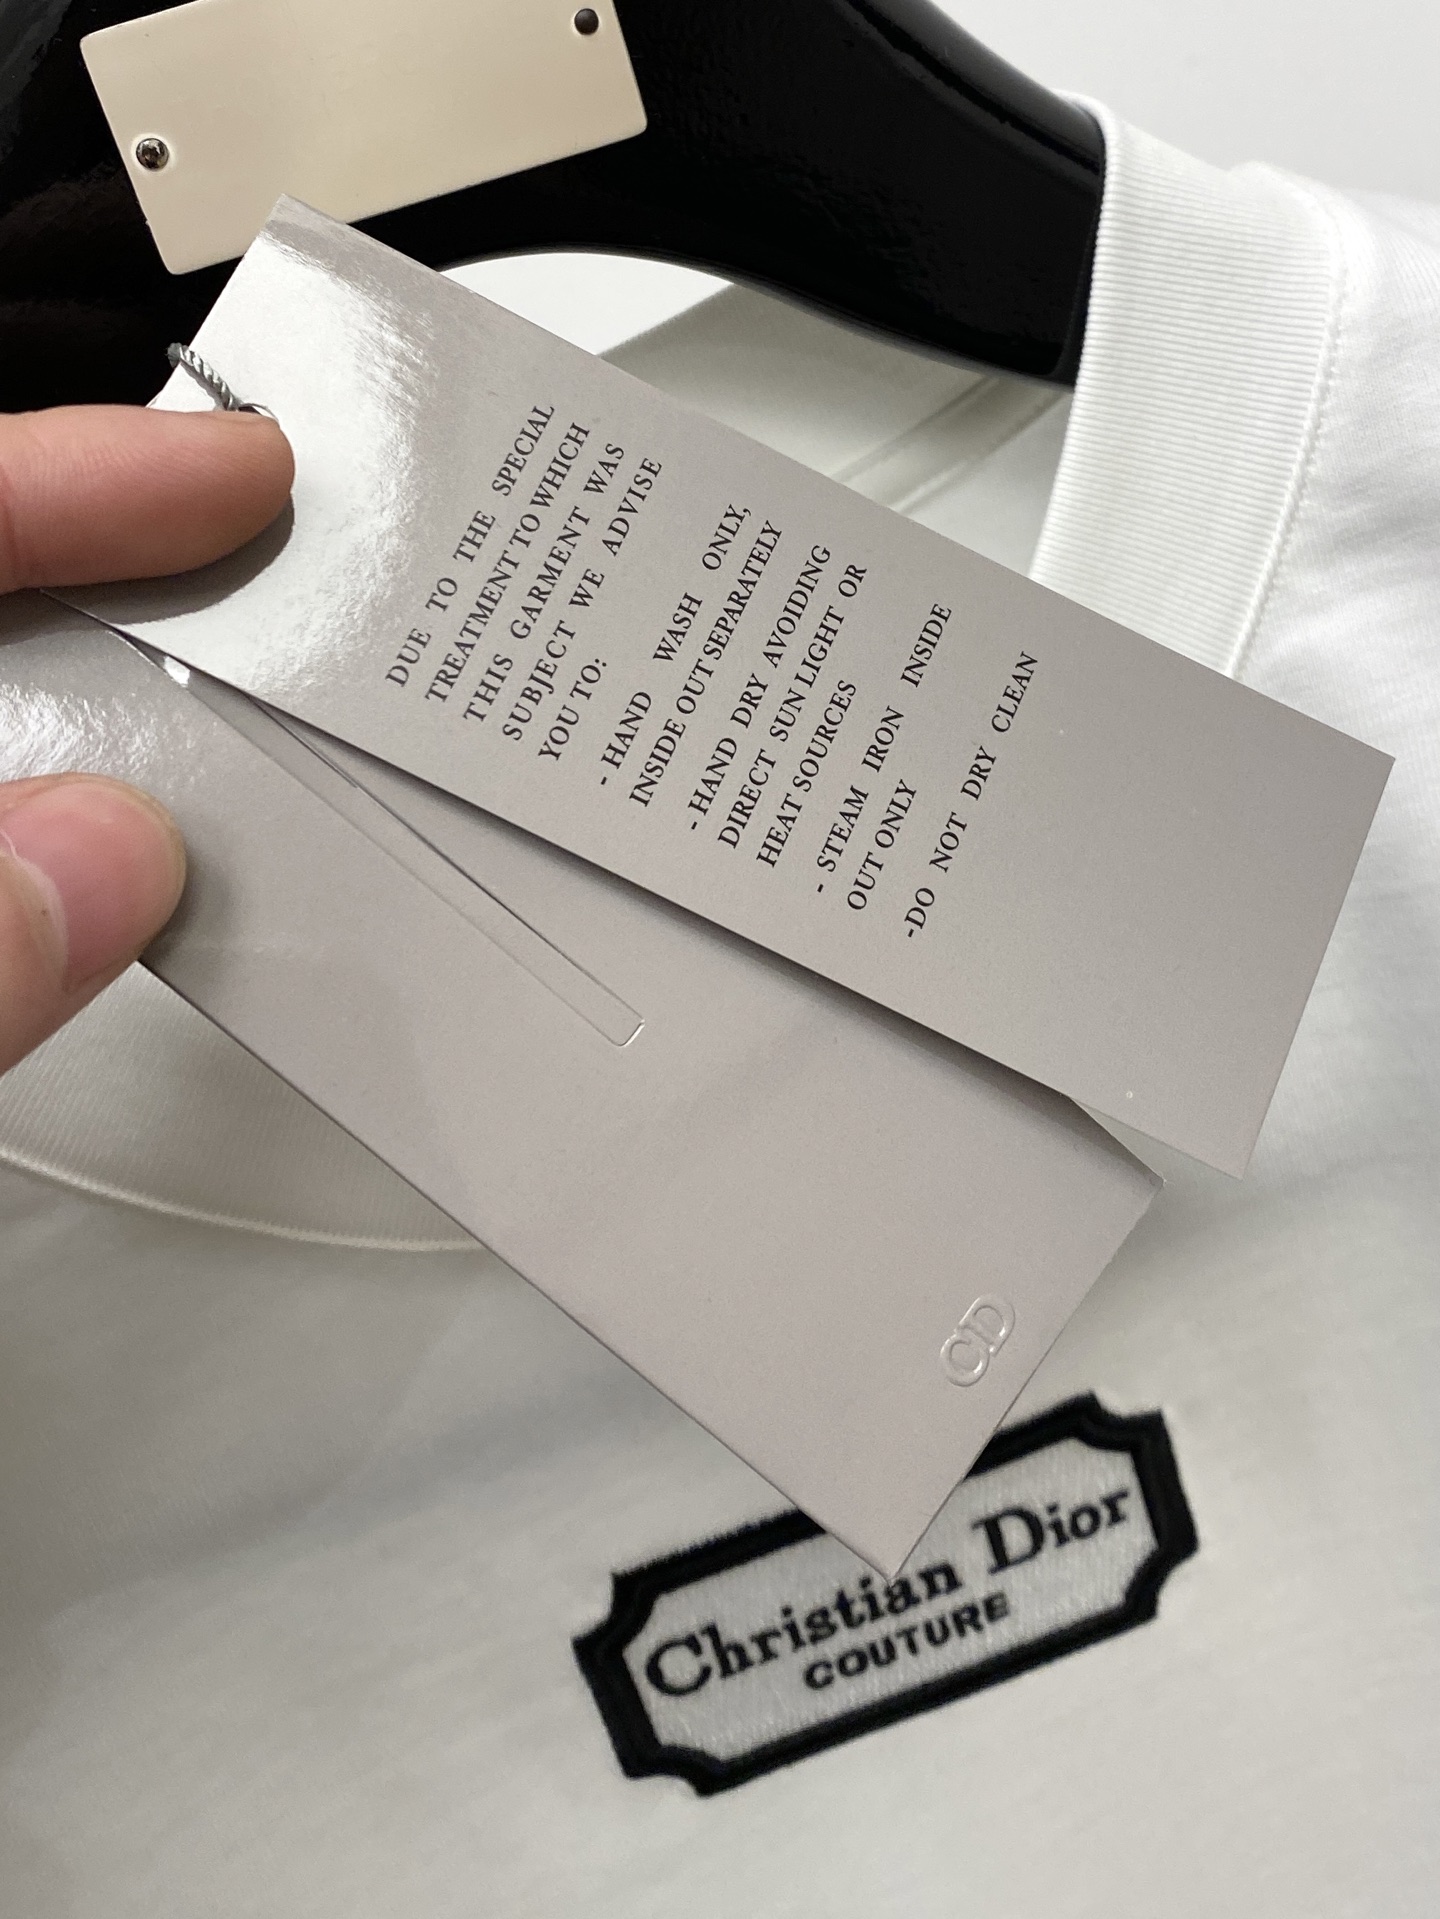 DUE TO THE SPECIAL
TREATMENT TO WHICH
THIS GARMENT WAS
SUBJECT WE ADVISE
YOU TO:
- HAND WASH ONLY,
INSIDE OUT SEPARATELY
- HAND DRY AVOIDING
DIRECT SUN LIGHT OR
HEAT SOURCES
- STEAM IRON INSIDE
OUT ONLY
-DO NOT DRY CLEAN
CD
Christian Dior
COUTURE